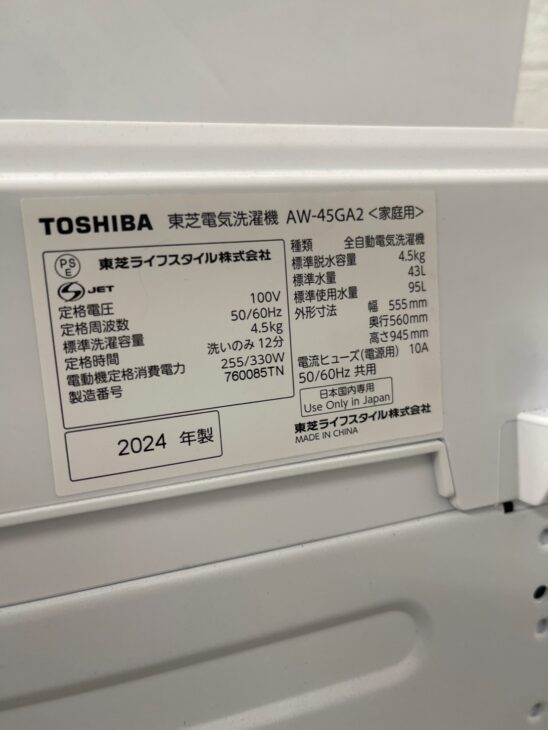 TOSHIBA 東芝電気洗濯機 AW-45GA2 <家庭用>
PS
E
東芝ライフスタイル株式会社
S JET
定格電圧 100V
定格周波数 50/60Hz
標準洗濯容量 4.5kg
定格時間 洗いのみ 12分
電動機定格消費電力 255/330W
製造番号 760085TN
2024 年製
種類 全自動電気洗濯機
標準脱水容量 4.5kg
標準水量 43L
標準使用水量 95L
外形寸法 幅 555mm
奥行560mm
高さ945mm
電流ヒューズ(電源用) 10A
50/60Hz 共用
日本国内専用
Use Only in Japan
東芝ライフスタイル株式会社
MADE IN CHINA